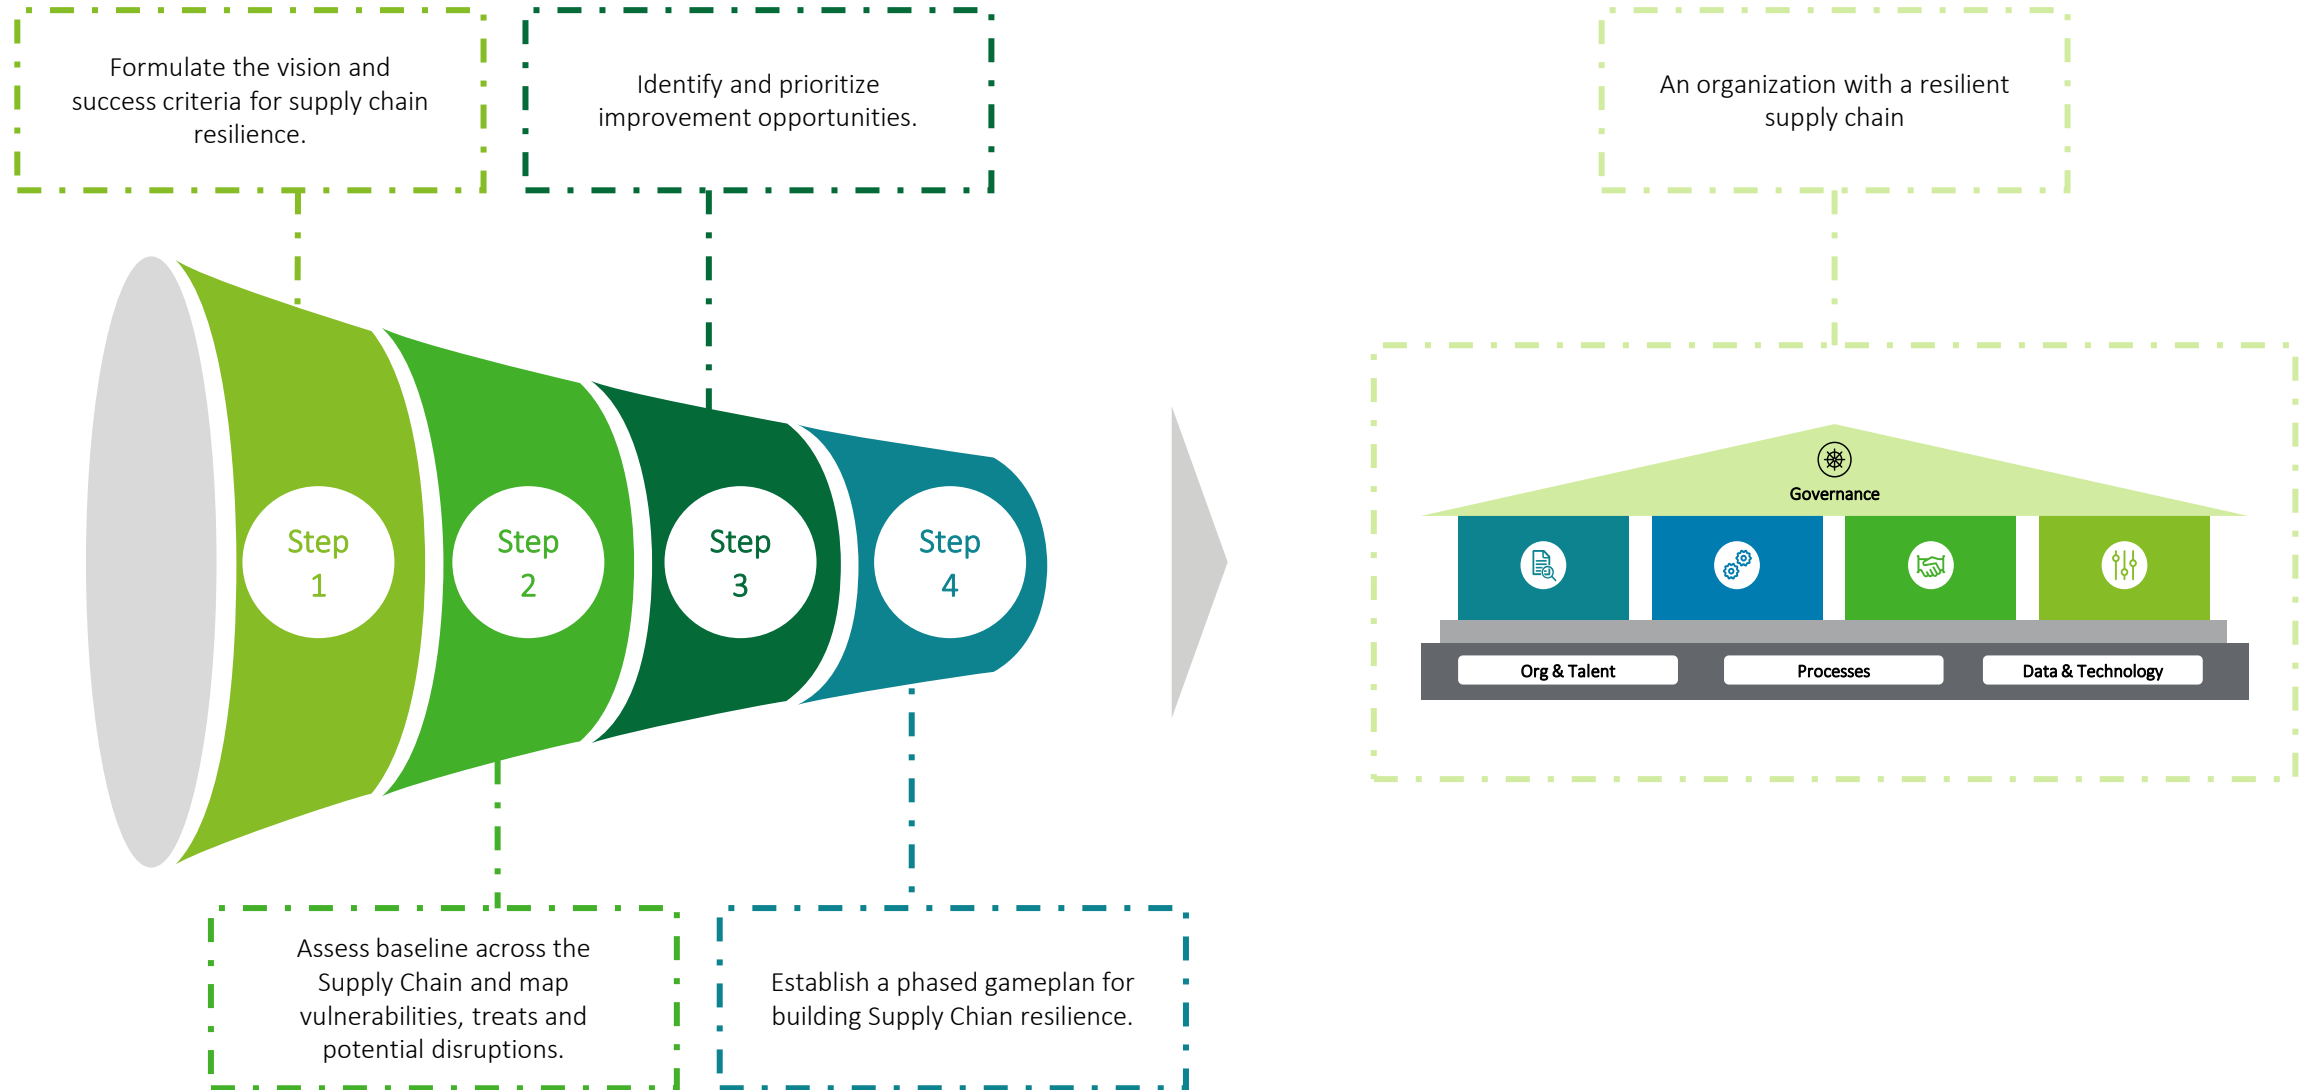 Formulate the vision and
success criteria for supply chain
resilience.
Identify and prioritize
improvement opportunities.
An organization with a resilient
supply chain
Step
1
Step
2
Step
3
Step
4
Governance
Org & Talent
Processes
Data & Technology
Assess baseline across the
Supply Chain and map
vulnerabilities, treats and
potential disruptions.
Establish a phased gameplan for
building Supply Chian resilience.